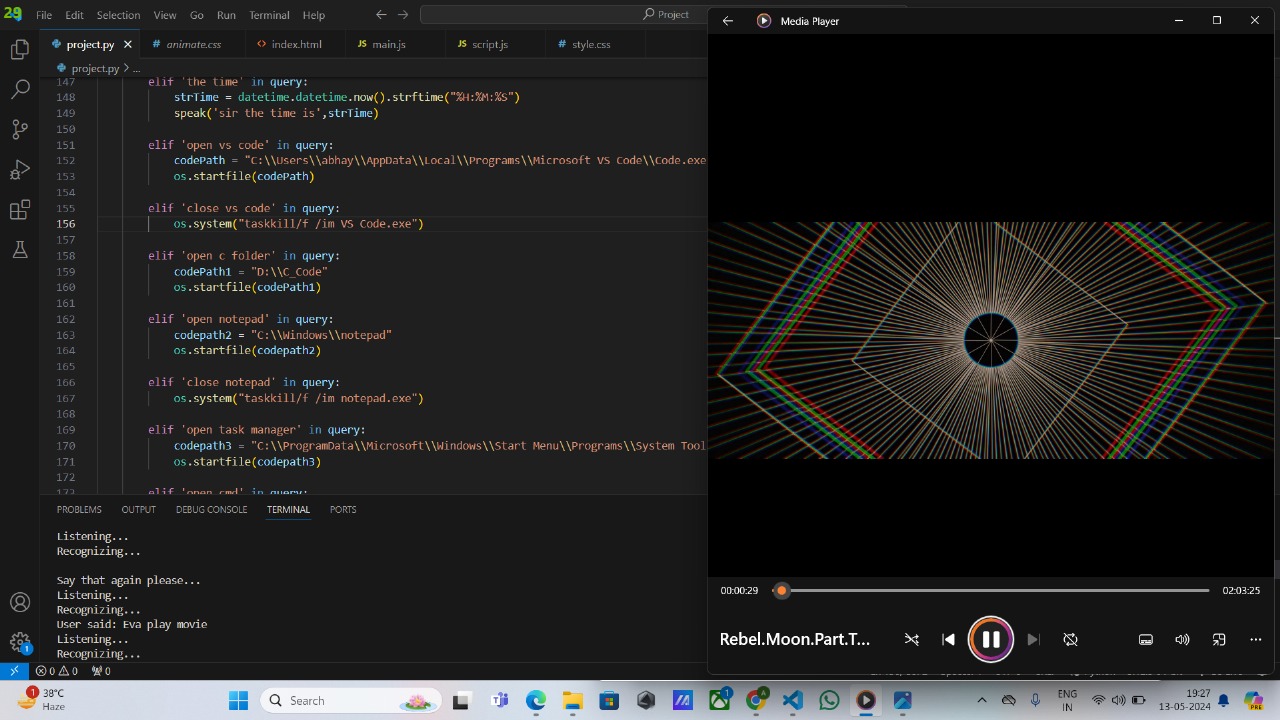 File Edit Selection View Go Run Terminal Help
Project
project.py
animate.css
index.html
JS main.js
JS script.js
style.css
project.py > ...
147 elif 'the time' in query:
148 strTime = datetime.datetime.now().strftime("%H:%M:%S")
149 speak('sir the time is',strTime)
150
151 elif 'open vs code' in query:
152 codePath = "C:\\Users\\abhay\\AppData\\Local\\Programs\\Microsoft VS Code\\Code.exe
153 os.startfile(codePath)
154
155 elif 'close vs code' in query:
156 os.system("taskkill/f /im VS Code.exe")
157
158 elif 'open c folder' in query:
159 codePath1 = "D:\\C_Code"
160 os.startfile(codePath1)
161
162 elif 'open notepad' in query:
163 codepath2 = "C:\\Windows\\notepad"
164 os.startfile(codepath2)
165
166 elif 'close notepad' in query:
167 os.system("taskkill/f /im notepad.exe")
168
169 elif 'open task manager' in query:
170 codepath3 = "C:\\ProgramData\\Microsoft\\Windows\\Start Menu\\Programs\\System Tool
171 os.startfile(codepath3)
172
173 elif 'open cmd' in query:
PROBLEMS OUTPUT DEBUG CONSOLE TERMINAL PORTS
Listening...
Recognizing...
Say that again please...
Listening...
Recognizing...
User said: Eva play movie
Listening...
Recognizing...
1
0 0 0
Media Player
00:00:29
02:03:25
Rebel.Moon.Part.T...
1
38°C
Haze
Search
1
A
ENG
IN
19:27
13-05-2024
PRE